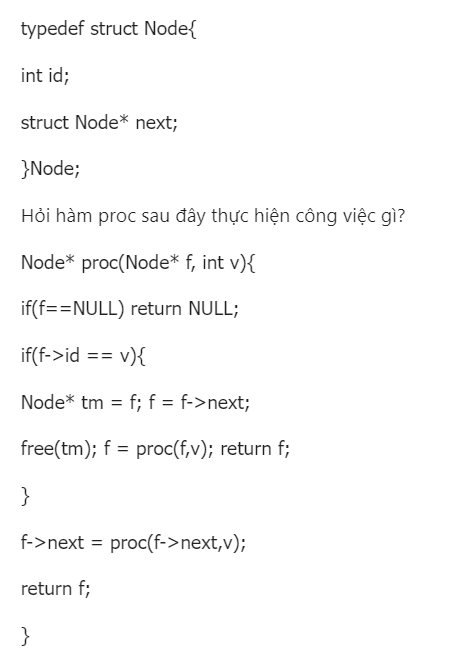 typedef struct Node{
int id;
struct Node* next;
}Node;
Hỏi hàm proc sau đây thực hiện công việc gì?
Node* proc(Node* f, int v){
if(f==NULL) return NULL;
if(f->id == v){
Node* tm = f; f = f->next;
free(tm); f = proc(f,v); return f;
}
f->next = proc(f->next,v);
return f;
}